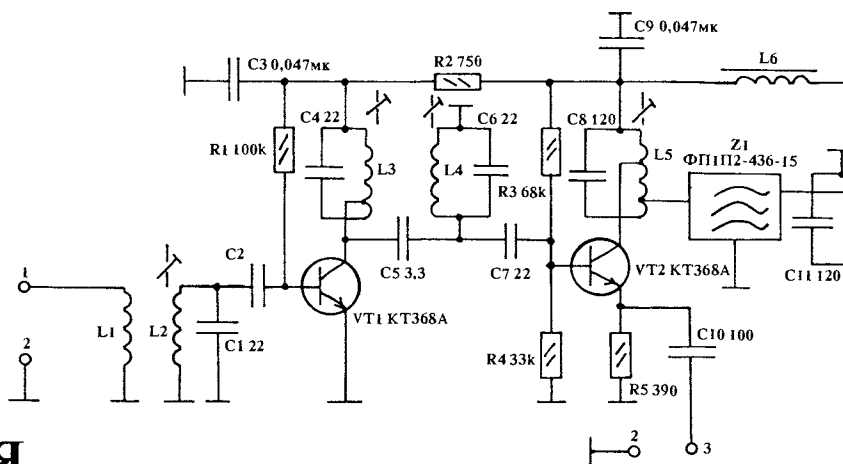 C9 0,047мк
C3 0,047мк
R2 750
L6
C4 22
C6 22
C8 120
R1 100k
L3
L4
R3 68k
L5
Z1
ФП1П2-436-15
1
C2
C5 3,3
C7 22
VT2 КТ368А
C11 120
L1
L2
VT1 КТ368А
C1 22
2
R4 33k
C10 100
R5 390
2
3
я